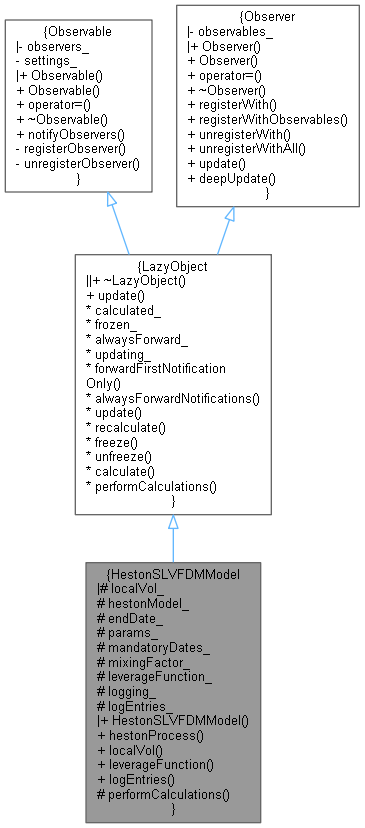 {Observable
|- observers_
- settings_
|+ Observable()
+ Observable()
+ operator=()
+ ~Observable()
+ notifyObservers()
- registerObserver()
- unregisterObserver()
}
{Observer
|- observables_
|+ Observer()
+ Observer()
+ operator=()
+ ~Observer()
+ registerWith()
+ registerWithObservables()
+ unregisterWith()
+ unregisterWithAll()
+ update()
+ deepUpdate()
}
{LazyObject
||+ ~LazyObject()
+ update()
* calculated_
* frozen_
* alwaysForward_
* updating_
* forwardFirstNotification
Only()
* alwaysForwardNotifications()
* update()
* recalculate()
* freeze()
* unfreeze()
* calculate()
* performCalculations()
}
{HestonSLVFDMModel
|# localVol_
# hestonModel_
# endDate_
# params_
# mandatoryDates_
# mixingFactor_
# leverageFunction_
# logging_
# logEntries_
|+ HestonSLVFDMModel()
+ hestonProcess()
+ localVol()
+ leverageFunction()
+ logEntries()
# performCalculations()
}